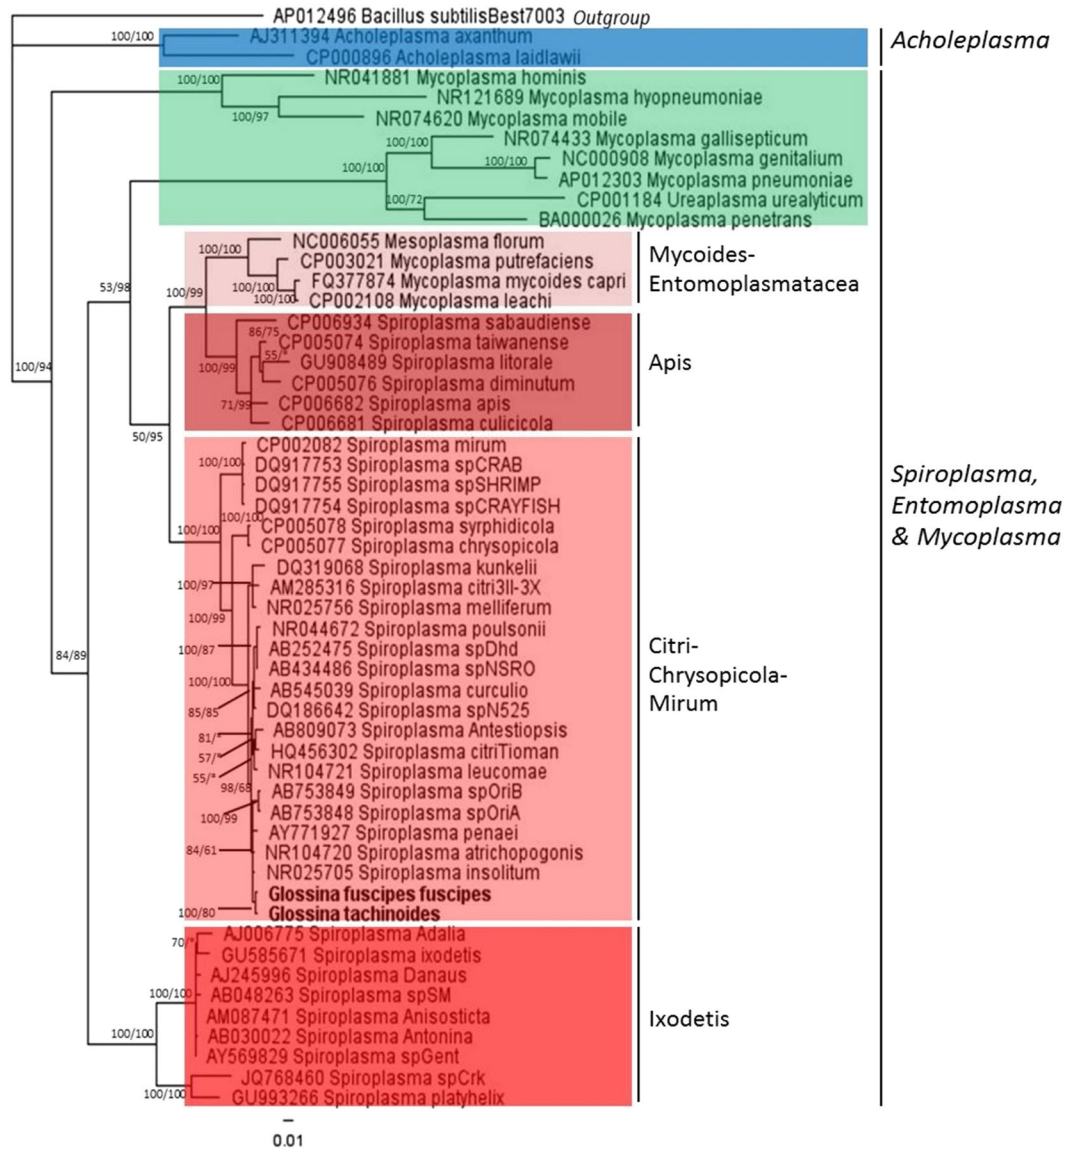 AP012496 Bacillus subtilisBest7003 Outgroup
100/100
AJ311394 Acholeplasma axanthum
CP000896 Acholeplasma laidlawii
Acholeplasma
100/100
NR041881 Mycoplasma hominis
NR121689 Mycoplasma hyopneumoniae
100/97
NR074620 Mycoplasma mobile
100/100
NR074433 Mycoplasma gallisepticum
100/100
NC000908 Mycoplasma genitalium
100/100
AP012303 Mycoplasma pneumoniae
100/72
CP001184 Ureaplasma urealyticum
BA000026 Mycoplasma penetrans
100/100
NC006055 Mesoplasma florum
CP003021 Mycoplasma putrefaciens
100/100
FQ377874 Mycoplasma mycoides capri
100/100
CP002108 Mycoplasma leachi
Mycoides-
Entomoplasmatacea
53/98
100/99
CP006934 Spiroplasma sabaudiense
86/75
CP005074 Spiroplasma taiwanense
55/*
GU908489 Spiroplasma litorale
100/99
CP005076 Spiroplasma diminutum
71/99
CP006682 Spiroplasma apis
CP006681 Spiroplasma culicicola
Apis
100/94
50/95
CP002082 Spiroplasma mirum
100/100
DQ917753 Spiroplasma spCRAB
DQ917755 Spiroplasma spSHRIMP
DQ917754 Spiroplasma spCRAYFISH
100/100
CP005078 Spiroplasma syrphidicola
100/100
CP005077 Spiroplasma chrysopicola
DQ319068 Spiroplasma kunkelii
100/97
AM285316 Spiroplasma citri3II-3X
NR025756 Spiroplasma melliferum
100/99
NR044672 Spiroplasma poulsonii
100/87
AB252475 Spiroplasma spDhd
AB434486 Spiroplasma spNSRO
100/100
AB545039 Spiroplasma curculio
85/85
DQ186642 Spiroplasma spN525
81/*
AB809073 Spiroplasma Antestiopsis
57/*
HQ456302 Spiroplasma citriTioman
55/*
NR104721 Spiroplasma leucomae
98/68
AB753849 Spiroplasma spOriB
100/99
AB753848 Spiroplasma spOriA
AY771927 Spiroplasma penaei
84/61
NR104720 Spiroplasma atrichopogonis
NR025705 Spiroplasma insolitum
Glossina fuscipes fuscipes
100/80
Glossina tachinoides
Citri-
Chrysopicola-
Mirum
84/89
70/*
AJ006775 Spiroplasma Adalia
GU585671 Spiroplasma ixodetis
AJ245996 Spiroplasma Danaus
100/100
AB048263 Spiroplasma spSM
AM087471 Spiroplasma Anisosticta
100/100
AB030022 Spiroplasma Antonina
AY569829 Spiroplasma spGent
JQ768460 Spiroplasma spCrk
100/100
GU993266 Spiroplasma platyhelix
Ixodetis
Spiroplasma,
Entomoplasma
& Mycoplasma
0.01